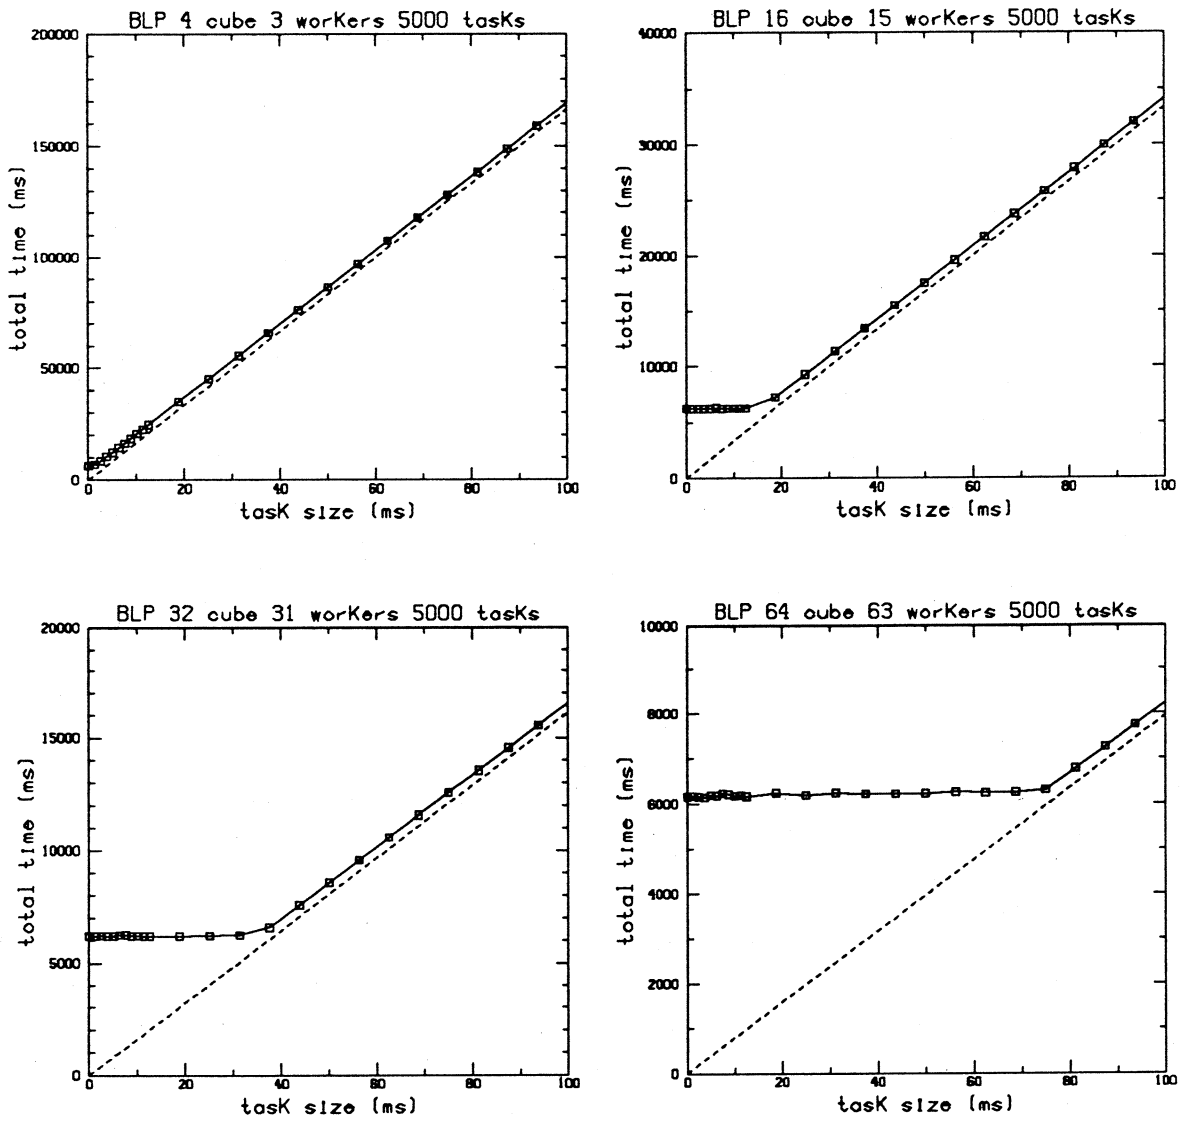 BLP 4 cube 3 workers 5000 tasks
200000
150000
100000
50000
0
total time (ms)
0 20 40 60 80 100
task size (ms)
BLP 16 cube 15 workers 5000 tasks
40000
30000
20000
10000
0
total time (ms)
0 20 40 60 80 100
task size (ms)
BLP 32 cube 31 workers 5000 tasks
20000
15000
10000
5000
0
total time (ms)
0 20 40 60 80 100
task size (ms)
BLP 64 cube 63 workers 5000 tasks
10000
8000
6000
4000
2000
0
total time (ms)
0 20 40 60 80 100
task size (ms)